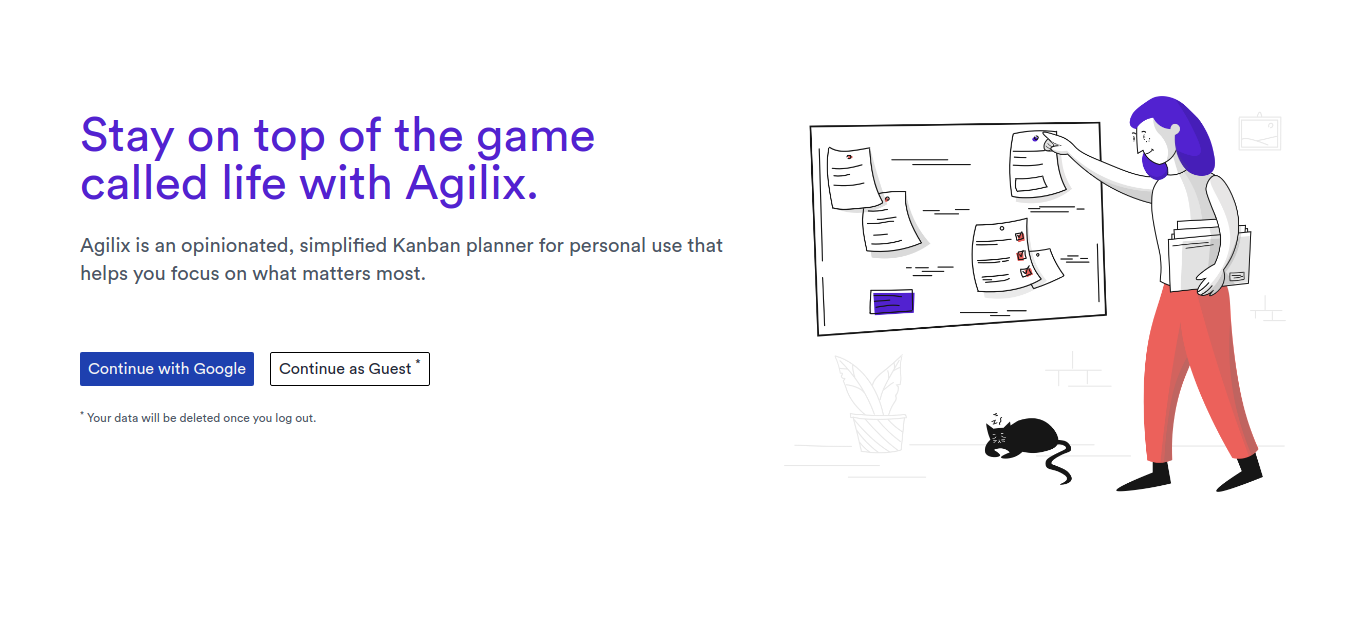 Stay on top of the game
called life with Agilix.
Agilix is an opinionated, simplified Kanban planner for personal use that
helps you focus on what matters most.
Continue with Google
Continue as Guest *
* Your data will be deleted once you log out.